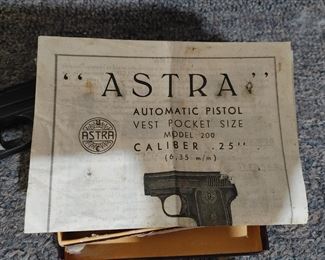 "ASTRA"
AUTOMATIC PISTOL
VEST POCKET SIZE
MODEL 200
CALIBER .25"
(6,35 m/m)
ASTRA